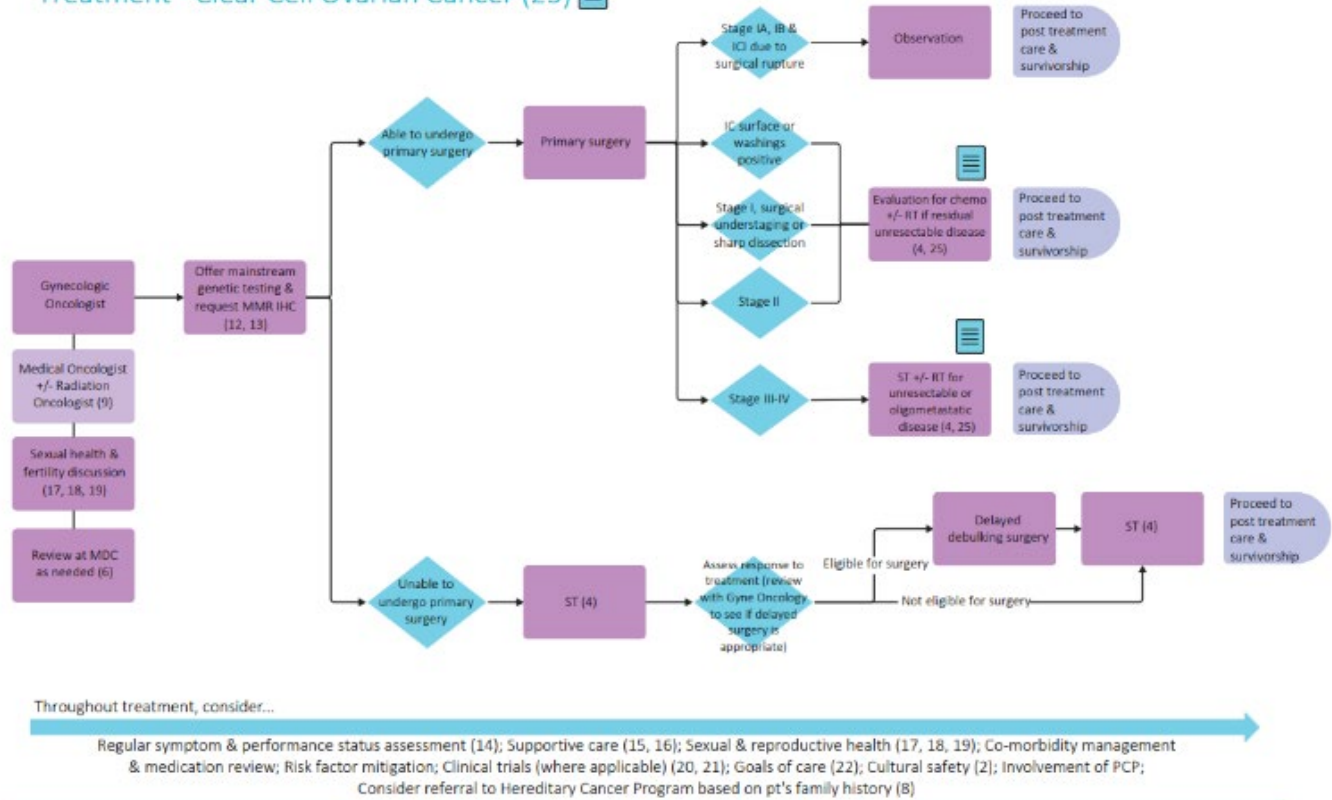 Treatment - Clear Cell Ovarian Cancer (25)
Gynecologic
Oncologist
Medical Oncologist
+/- Radiation
Oncologist (9)
Sexual health &
fertility discussion
(17, 18, 19)
Review at MDC
as needed (6)
Offer mainstream
genetic testing &
request MMR IHC
(12, 13)
Able to undergo
primary surgery
Primary surgery
Stage IA, IB &
ICI due to
surgical rupture
Observation
Proceed to
post treatment
care &
survivorship
IC surface or
washings
positive
Stage I, surgical
understaging or
sharp dissection
Stage II
Evaluation for chemo
+/- RT if residual
unresectable disease
(4, 25)
Proceed to
post treatment
care &
survivorship
Stage III-IV
ST +/- RT for
unresectable or
oligometastatic
disease (4, 25)
Proceed to
post treatment
care &
survivorship
Unable to
undergo primary
surgery
ST (4)
Assess response to
treatment (review
with Gyne Oncology
to see if delayed
surgery is
appropriate)
Eligible for surgery
Not eligible for surgery
Delayed
debulking surgery
ST (4)
Proceed to
post treatment
care &
survivorship
Throughout treatment, consider...
Regular symptom & performance status assessment (14); Supportive care (15, 16); Sexual & reproductive health (17, 18, 19); Co-morbidity management
& medication review; Risk factor mitigation; Clinical trials (where applicable) (20, 21); Goals of care (22); Cultural safety (2); Involvement of PCP;
Consider referral to Hereditary Cancer Program based on pt's family history (8)